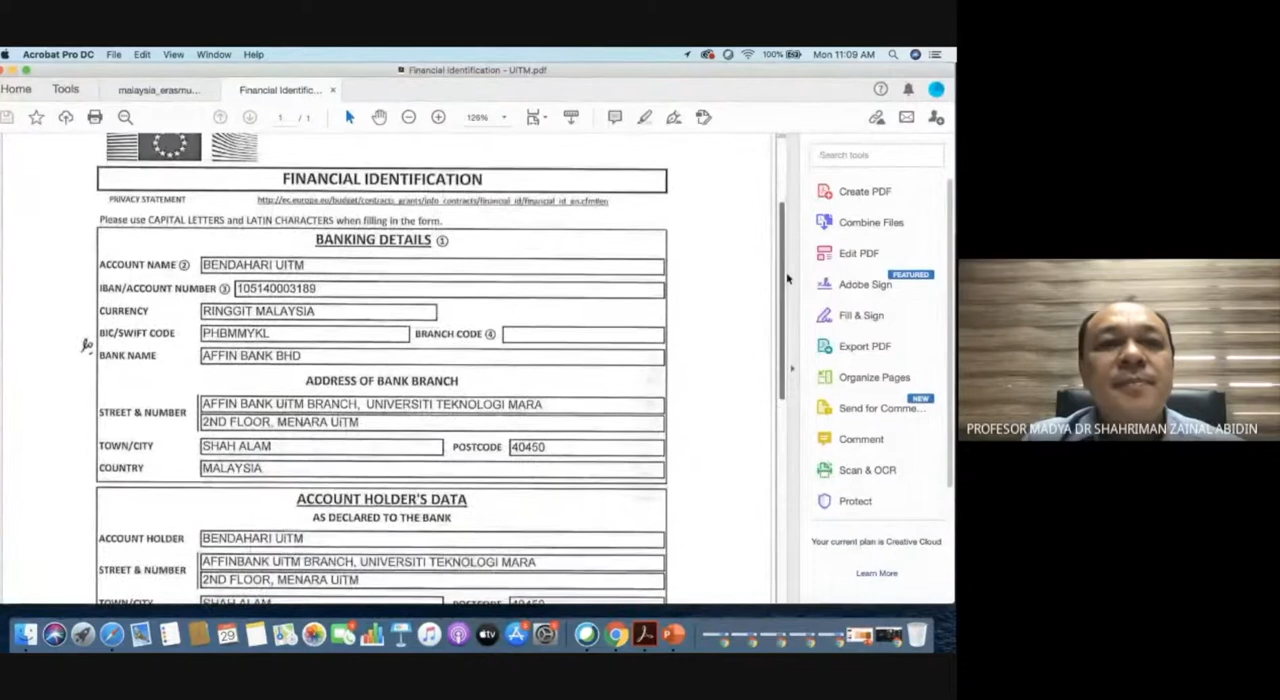 Acrobat Pro DC File Edit View Window Help 100% Mon 11:09 AM
Financial Identification - UITM.pdf
Home Tools malaysia_erasmu... Financial Identific... ×
1 / 1 126%
FINANCIAL IDENTIFICATION
PRIVACY STATEMENT
Please use CAPITAL LETTERS and LATIN CHARACTERS when filling in the form.
BANKING DETAILS ①
ACCOUNT NAME ② BENDAHARI UITM
IBAN/ACCOUNT NUMBER ③ 105140003189
CURRENCY RINGGIT MALAYSIA
BIC/SWIFT CODE PHBMMYKL BRANCH CODE ④
BANK NAME AFFIN BANK BHD
ADDRESS OF BANK BRANCH
STREET & NUMBER AFFIN BANK UiTM BRANCH, UNIVERSITI TEKNOLOGI MARA
2ND FLOOR, MENARA UiTM
TOWN/CITY SHAH ALAM POSTCODE 40450
COUNTRY MALAYSIA
ACCOUNT HOLDER'S DATA
AS DECLARED TO THE BANK
ACCOUNT HOLDER BENDAHARI UiTM
STREET & NUMBER AFFINBANK UiTM BRANCH, UNIVERSITI TEKNOLOGI MARA
2ND FLOOR, MENARA UiTM
TOWN/CITY SHAH ALAM POSTCODE 40450
Search tools
Create PDF
Combine Files
Edit PDF
FEATURED
Adobe Sign
Fill & Sign
Export PDF
Organize Pages
NEW
Send for Comme...
Comment
Scan & OCR
Protect
Your current plan is Creative Cloud
Learn More
29
PROFESOR MADYA DR SHAHRIMAN ZAINAL ABIDIN